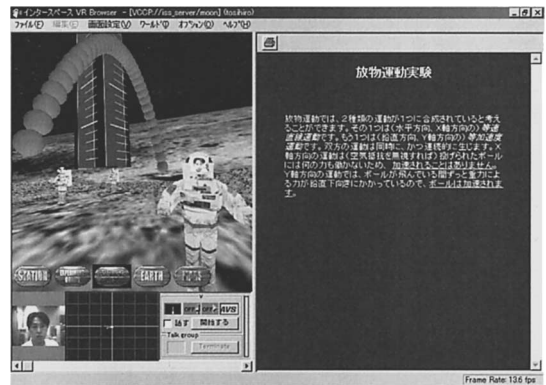 インタースペース VR Browser - [VCCP://iss_server/moon] (toshihiro)
ファイル(F) 編集(E) 画面設定(V) ワールド(W) オプション(O) ヘルプ(H)
放物運動実験
放物運動では、2種類の運動が1つに合成されていると考え
ることができます。その1つは(水平方向、X軸方向の)等速
直線運動です。もう1つは(鉛直方向、Y軸方向の)等加速度
運動です。双方の運動は同時に、かつ連続的に生じます。X
軸方向の運動は(空気抵抗を無視すれば)投げられたボール
には何の力も働かないため、加速されることはありません。
Y軸方向の運動では、ボールが飛んでいる間ずっと重力によ
る力が鉛直下向きにかかっているので、ボールは加速されま
す。
STATION
EARTH
OFF OFF AVS
話す 開始する
Talk group
Terminate
Frame Rate: 13.6 fps